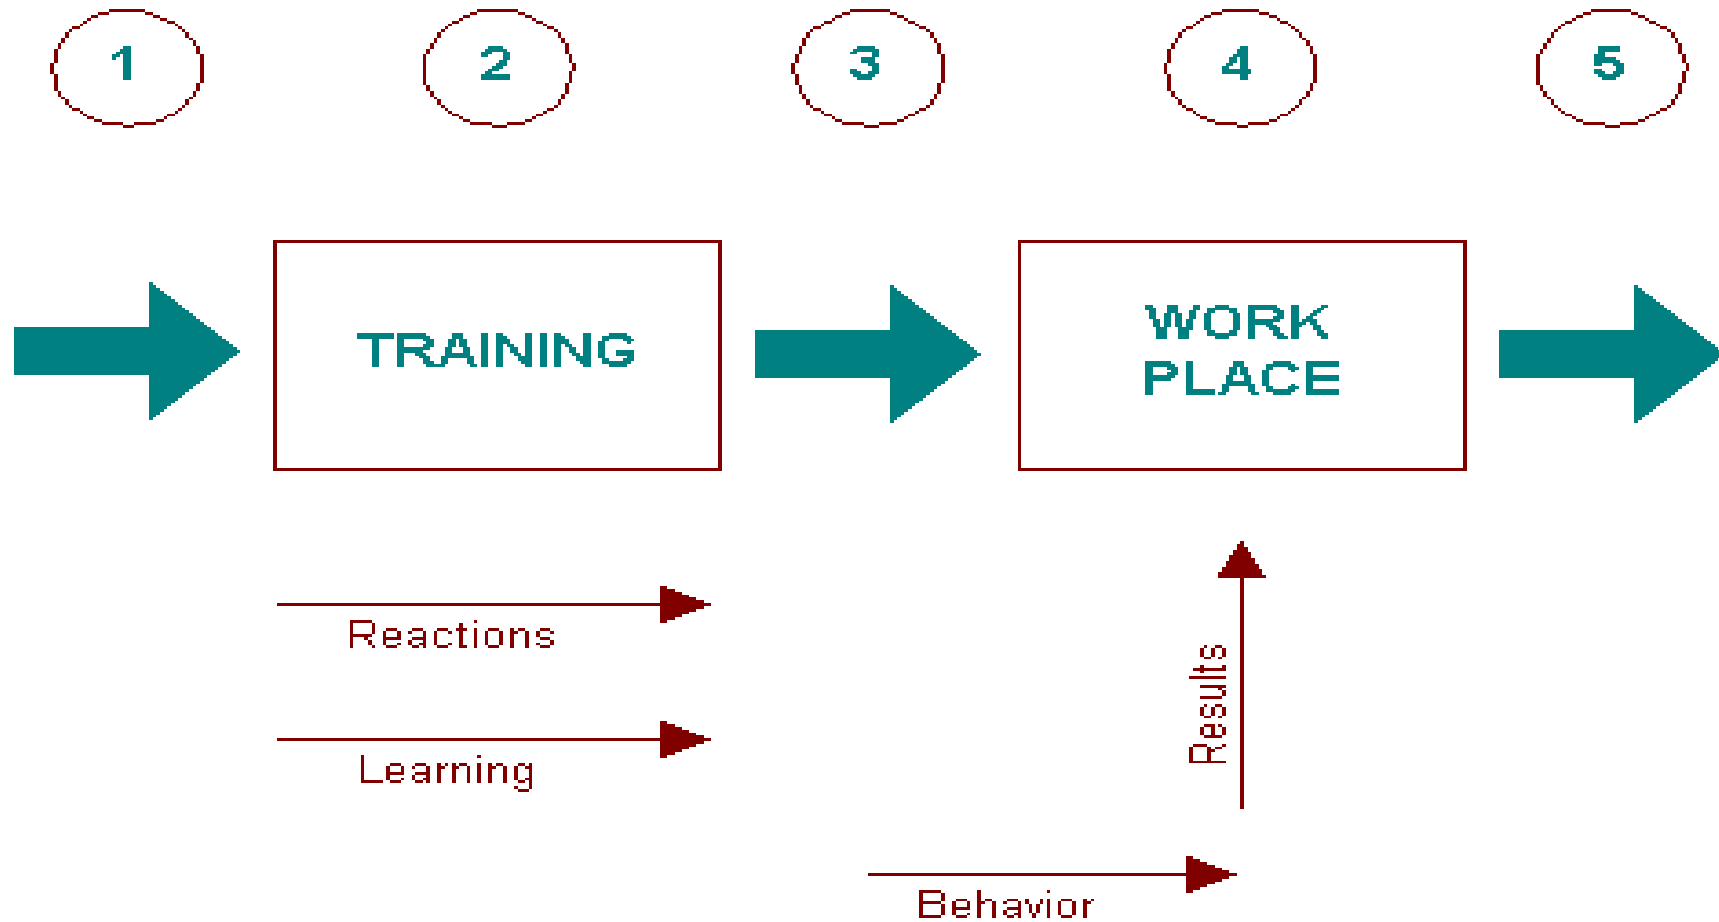 1
2
3
4
5
TRAINING
WORK
PLACE
Reactions
Learning
Results
Behavior